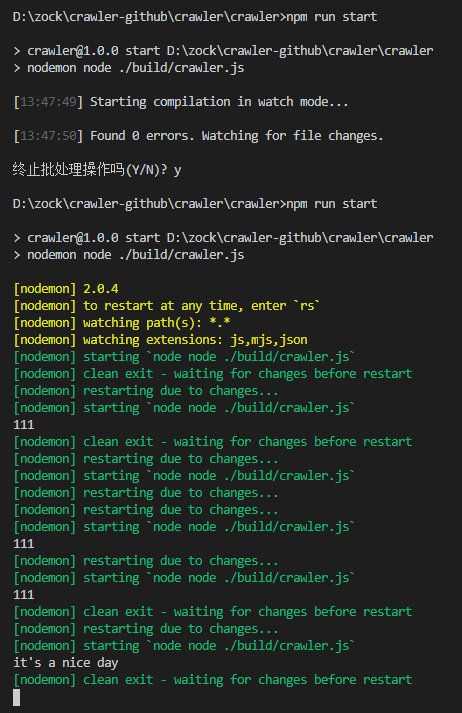 D:\zock\crawler-github\crawler\crawler>npm run start
> crawler@1.0.0 start D:\zock\crawler-github\crawler\crawler
> nodemon node ./build/crawler.js
[13:47:49] Starting compilation in watch mode...
[13:47:50] Found 0 errors. Watching for file changes.
终止批处理操作吗(Y/N)? y
D:\zock\crawler-github\crawler\crawler>npm run start
> crawler@1.0.0 start D:\zock\crawler-github\crawler\crawler
> nodemon node ./build/crawler.js
[nodemon] 2.0.4
[nodemon] to restart at any time, enter `rs`
[nodemon] watching path(s): *.*
[nodemon] watching extensions: js,mjs,json
[nodemon] starting `node node ./build/crawler.js`
[nodemon] clean exit - waiting for changes before restart
[nodemon] restarting due to changes...
[nodemon] starting `node node ./build/crawler.js`
111
[nodemon] clean exit - waiting for changes before restart
[nodemon] restarting due to changes...
[nodemon] starting `node node ./build/crawler.js`
[nodemon] restarting due to changes...
[nodemon] restarting due to changes...
[nodemon] starting `node node ./build/crawler.js`
111
[nodemon] restarting due to changes...
[nodemon] starting `node node ./build/crawler.js`
111
[nodemon] clean exit - waiting for changes before restart
[nodemon] restarting due to changes...
[nodemon] starting `node node ./build/crawler.js`
it's a nice day
[nodemon] clean exit - waiting for changes before restart